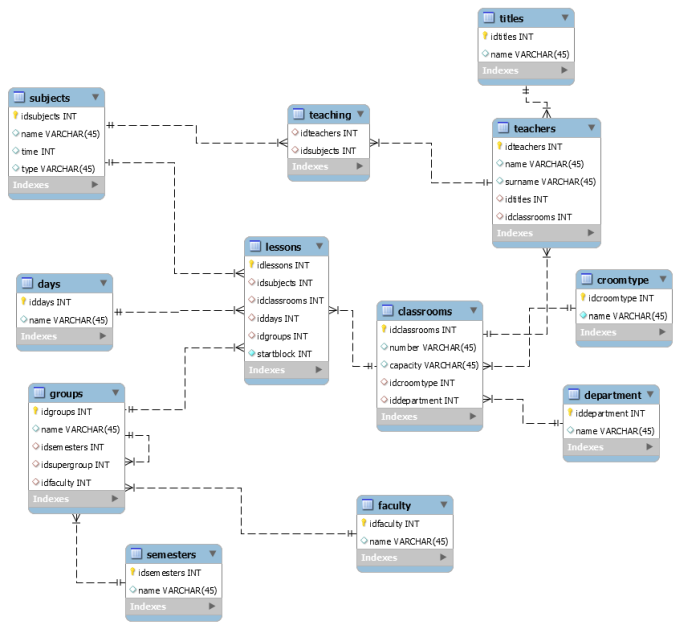 titles
idtitles INT
name VARCHAR(45)
Indexes
subjects
idsubjects INT
name VARCHAR(45)
time INT
type VARCHAR(45)
Indexes
teaching
idteachers INT
idsubjects INT
Indexes
teachers
idteachers INT
name VARCHAR(45)
surname VARCHAR(45)
idtitles INT
idclassrooms INT
Indexes
lessons
idlessons INT
idsubjects INT
idclassrooms INT
iddays INT
idgroups INT
startblock INT
Indexes
days
iddays INT
name VARCHAR(45)
Indexes
croomtype
idcroomtype INT
name VARCHAR(45)
Indexes
classrooms
idclassrooms INT
number VARCHAR(45)
capacity VARCHAR(45)
idcroomtype INT
iddepartment INT
Indexes
groups
idgroups INT
name VARCHAR(45)
idsemesters INT
idsupergroup INT
idfaculty INT
Indexes
department
iddepartment INT
name VARCHAR(45)
Indexes
faculty
idfaculty INT
name VARCHAR(45)
Indexes
semesters
idsemesters INT
name VARCHAR(45)
Indexes